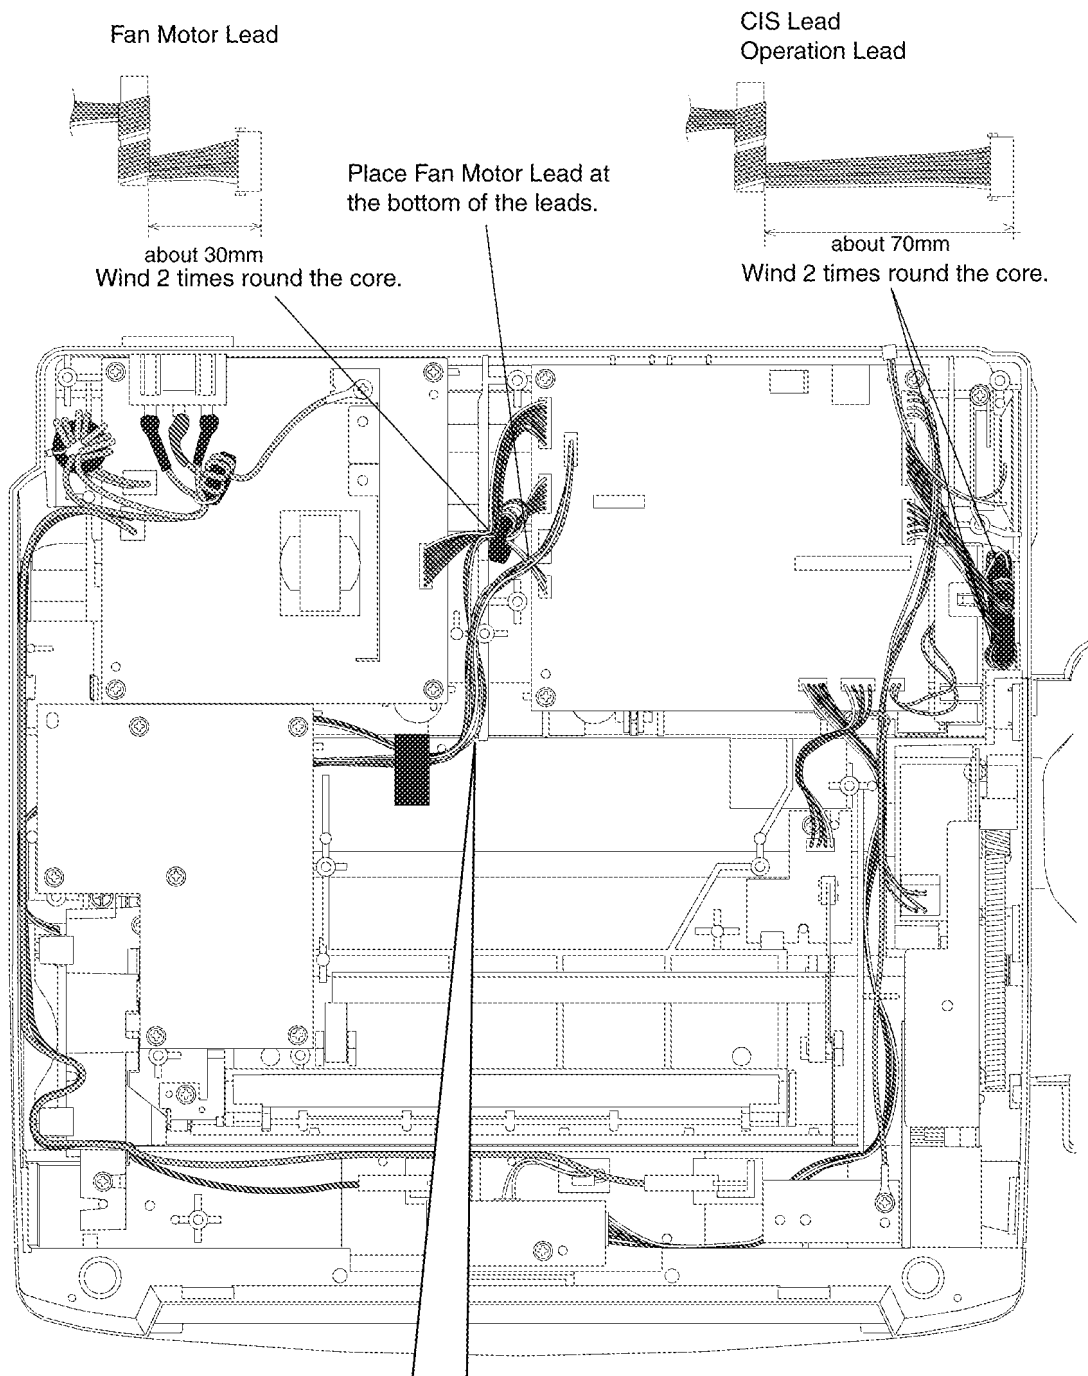 Fan Motor Lead
CIS Lead
Operation Lead
Place Fan Motor Lead at
the bottom of the leads.
about 30mm
Wind 2 times round the core.
about 70mm
Wind 2 times round the core.